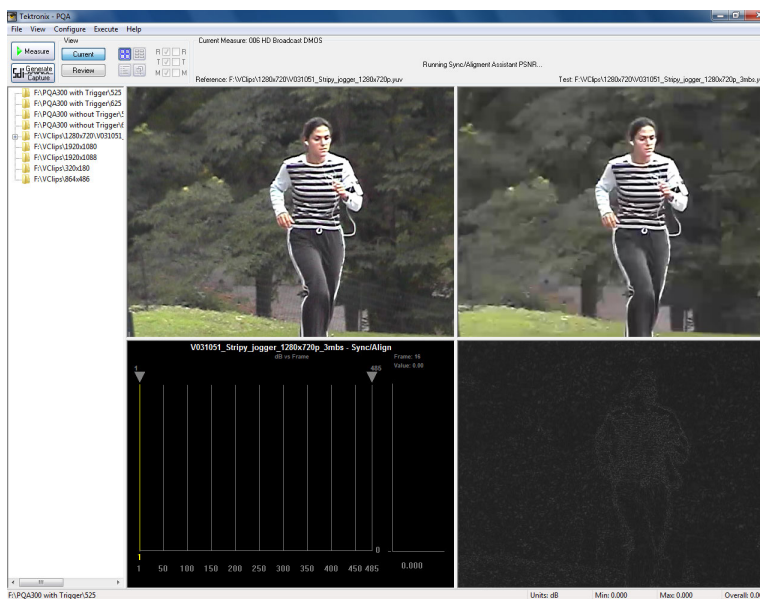 Tektronix - PQA
File View Configure Execute Help
Measure
View
Current
Review
Generate
Capture
R R
T T
M M
Current Measure: 006 HD Broadcast DMOS
Running Sync/Alignment Assistant PSNR...
Reference: F:\VClips\1280x720\V031051_Stripy_jogger_1280x720p.yuv
Test: F:\VClips\1280x720\V031051_Stripy_jogger_1280x720p_3mbs.y
F:\PQA300 with Trigger\525
F:\PQA300 with Trigger\625
F:\PQA300 without Trigger\
F:\PQA300 without Trigger\
F:\VClips\1280x720\V031051_
F:\VClips\1920x1080
F:\VClips\1920x1088
F:\VClips\320x180
F:\VClips\864x486
V031051_Stripy_jogger_1280x720p_3mbs - Sync/Align
dB vs Frame
Frame: 16
Value: 0.00
1 485
0
1
1 50 100 150 200 250 300 350 400 450 485
0.000
F:\PQA300 with Trigger\525
Units: dB Min: 0.000 Max: 0.000 Overall: 0.00